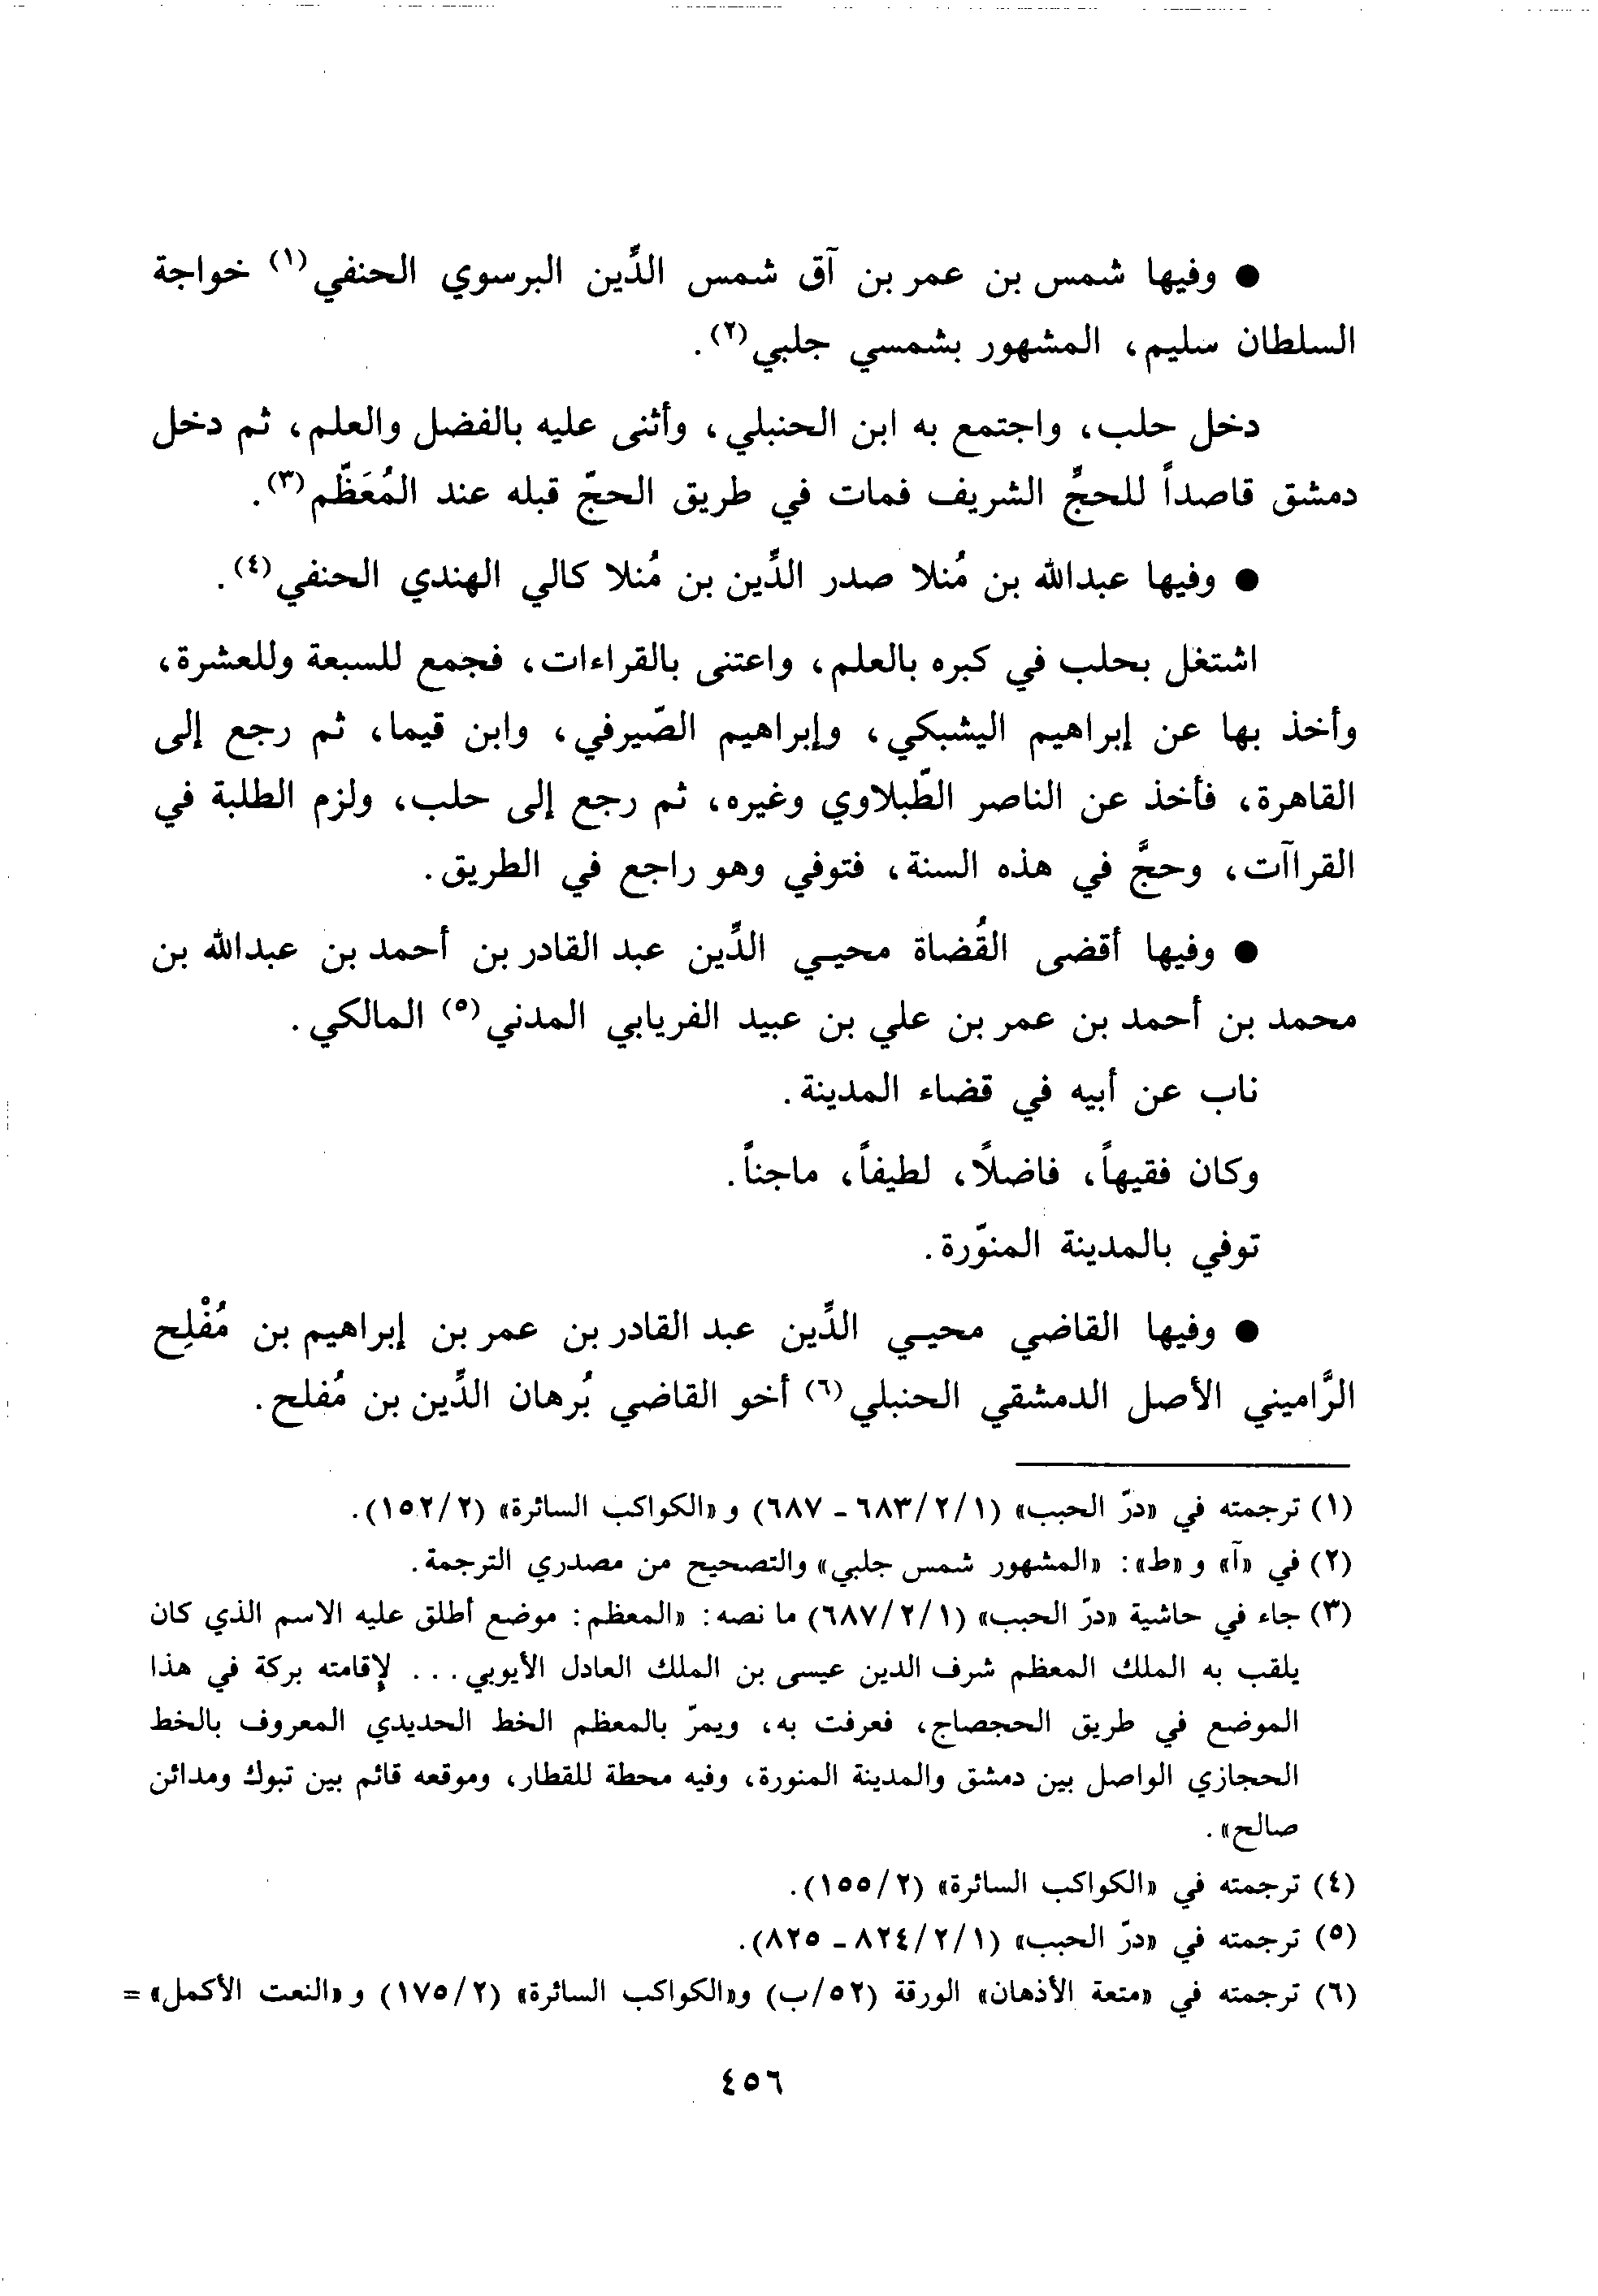 ● وفيها شمس بن عمر بن آق شمس الدِّين البرسوي الحنفي(١) خواجة
السلطان سليم، المشهور بشمسي جلبي(٢).
دخل حلب، واجتمع به ابن الحنبلي، وأثنى عليه بالفضل والعلم، ثم دخل
دمشق قاصداً للحجِّ الشريف فمات في طريق الحجّ قبله عند المُعَظّم(٣).
● وفيها عبدالله بن مُنلا صدر الدِّين بن مُنلا كالي الهندي الحنفي(٤).
اشتغل بحلب في كبره بالعلم، واعتنى بالقراءات، فجمع للسبعة وللعشرة،
وأخذ بها عن إبراهيم اليشبكي، وإبراهيم الصّيرفي، وابن قيما، ثم رجع إلى
القاهرة، فأخذ عن الناصر الطّبلاوي وغيره، ثم رجع إلى حلب، ولزم الطلبة في
القراآت، وحجَّ في هذه السنة، فتوفي وهو راجع في الطريق.
● وفيها أقضى القُضاة محيي الدِّين عبد القادر بن أحمد بن عبدالله بن
محمد بن أحمد بن عمر بن علي بن عبيد الفريابي المدني(٥) المالكي.
ناب عن أبيه في قضاء المدينة.
وكان فقيهاً، فاضلاً، لطيفاً، ماجناً.
توفي بالمدينة المنوّرة.
● وفيها القاضي محيي الدِّين عبد القادر بن عمر بن إبراهيم بن مُفْلِح
الرَّاميني الأصل الدمشقي الحنبلي(٦) أخو القاضي بُرهان الدِّين بن مُفلح.
(١) ترجمته في «درّ الحبب» (٦٨٣/٢/١ - ٦٨٧) و «الكواكب السائرة» (١٥٢/٢).
(٢) في «آ» و «ط»: «المشهور شمس جلبي» والتصحيح من مصدري الترجمة.
(٣) جاء في حاشية «درّ الحبب» (٦٨٧/٢/١) ما نصه: «المعظم: موضع أطلق عليه الاسم الذي كان
يلقب به الملك المعظم شرف الدين عيسى بن الملك العادل الأيوبي... لإقامته بركة في هذا
الموضع في طريق الحجصاج، فعرفت به، ويمرّ بالمعظم الخط الحديدي المعروف بالخط
الحجازي الواصل بين دمشق والمدينة المنورة، وفيه محطة للقطار، وموقعه قائم بين تبوك ومدائن
صالح».
(٤) ترجمته في «الكواكب السائرة» (١٥٥/٢).
(٥) ترجمته في «درّ الحبب» (٨٢٤/٢/١ - ٨٢٥).
(٦) ترجمته في «متعة الأذهان» الورقة (٥٢/ب) و«الكواكب السائرة» (١٧٥/٢) و «النعت الأكمل» =
٤٥٦